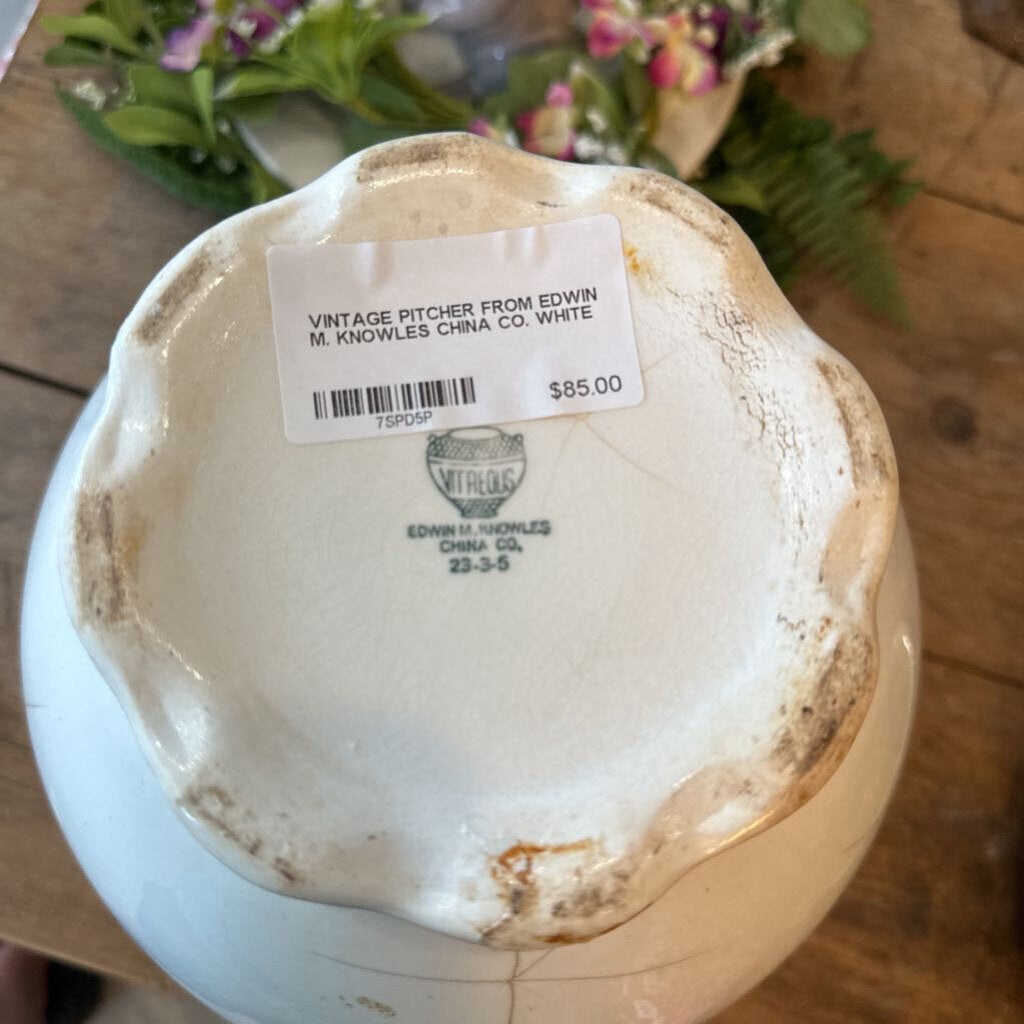 VINTAGE PITCHER FROM EDWIN
M. KNOWLES CHINA CO. WHITE
$85.00
7SPD5P
VITREOUS
EDWIN M. KNOWLES
CHINA CO.
23-3-5